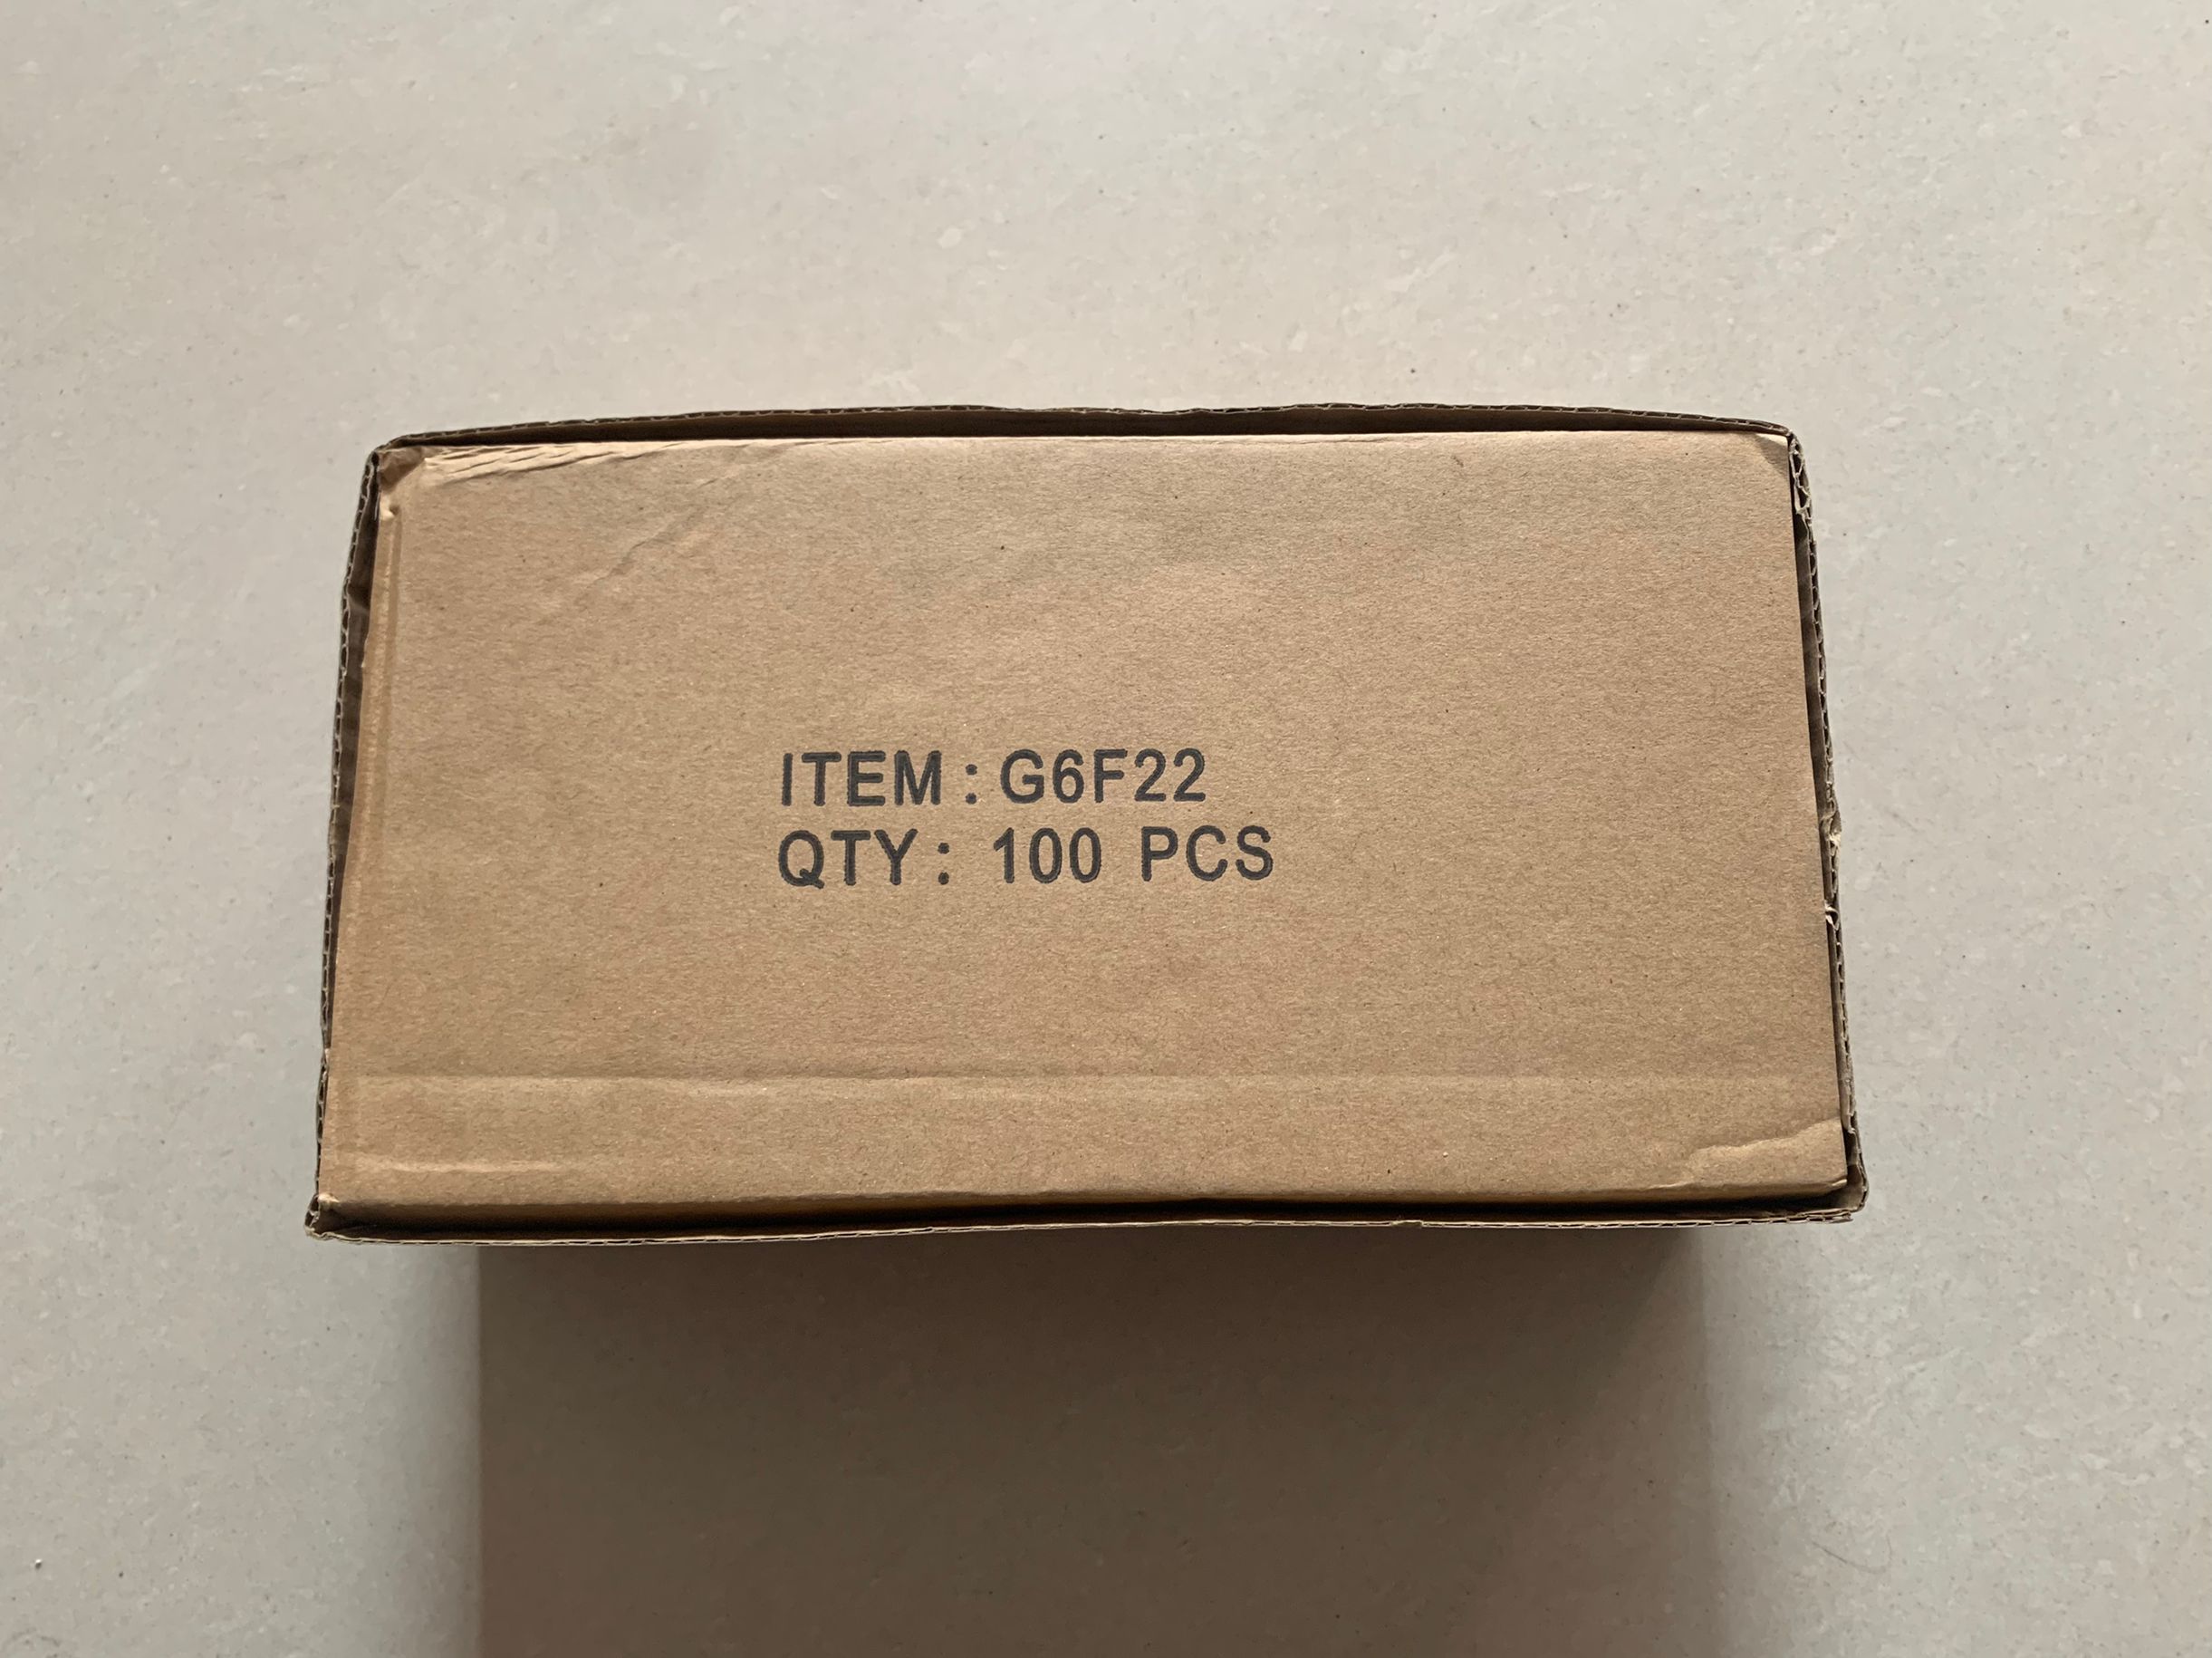 ITEM : G6F22
QTY : 100 PCS